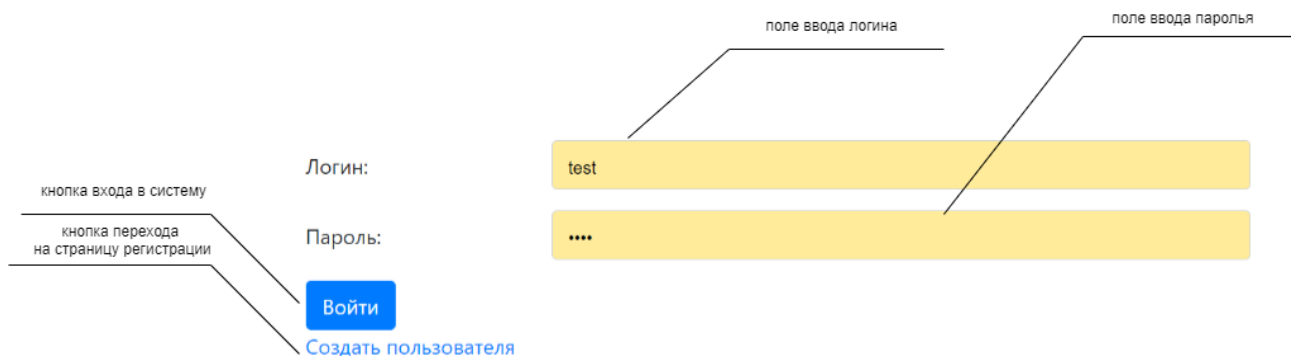 поле ввода логина
поле ввода паролья
Логин:
test
кнопка входа в систему
Пароль:
••••
кнопка перехода
на страницу регистрации
Войти
Создать пользователя